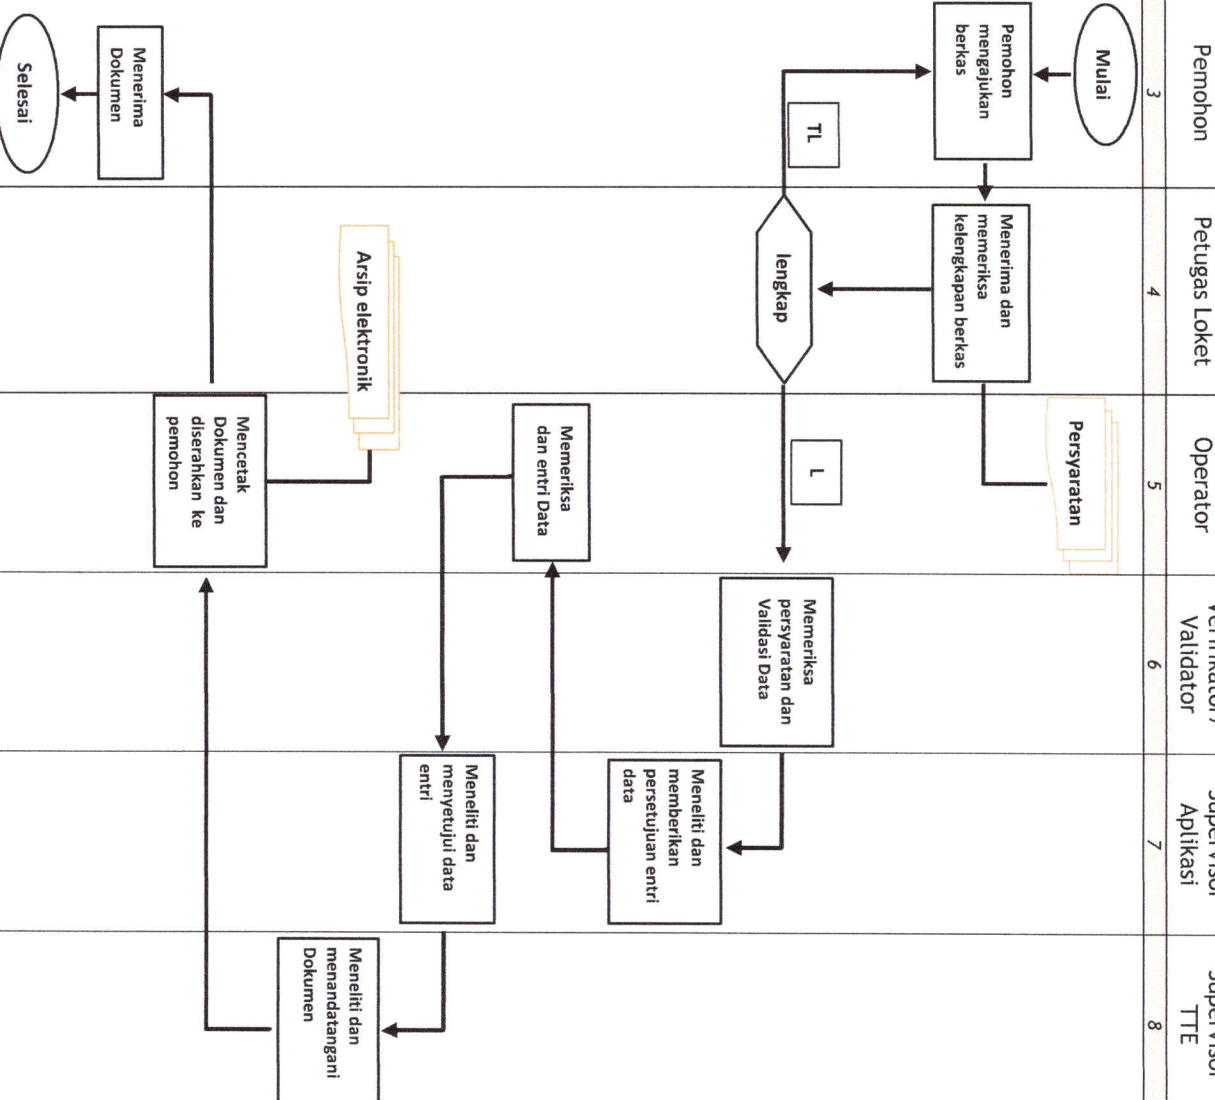 Pemohon
Petugas Loket
Operator
Validator
Aplikasi
TTE
3
4
5
6
7
8
Mulai
Persyaratan
Pemohon
mengajukan
berkas
Menerima dan
memeriksa
kelengkapan berkas
TL
lengkap
L
Memeriksa
persyaratan dan
Validasi Data
Meneliti dan
memberikan
persetujuan entri
data
Memeriksa
dan entri Data
Meneliti dan
menyetujui data
entri
Arsip elektronik
Meneliti dan
menandatangani
Dokumen
Mencetak
Dokumen dan
diserahkan ke
pemohon
Menerima
Dokumen
Selesai